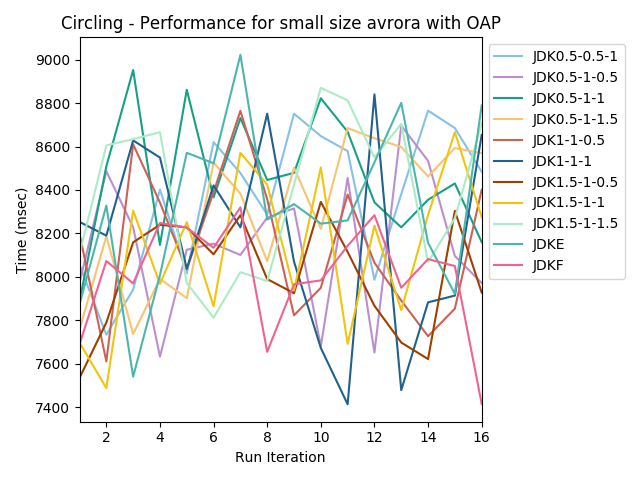 Circling - Performance for small size avrora with OAP
Time (msec)
9000
8800
8600
8400
8200
8000
7800
7600
7400
2 4 6 8 10 12 14 16
Run Iteration
JDK0.5-0.5-1
JDK0.5-1-0.5
JDK0.5-1-1
JDK0.5-1-1.5
JDK1-1-0.5
JDK1-1-1
JDK1.5-1-0.5
JDK1.5-1-1
JDK1.5-1-1.5
JDKE
JDKF